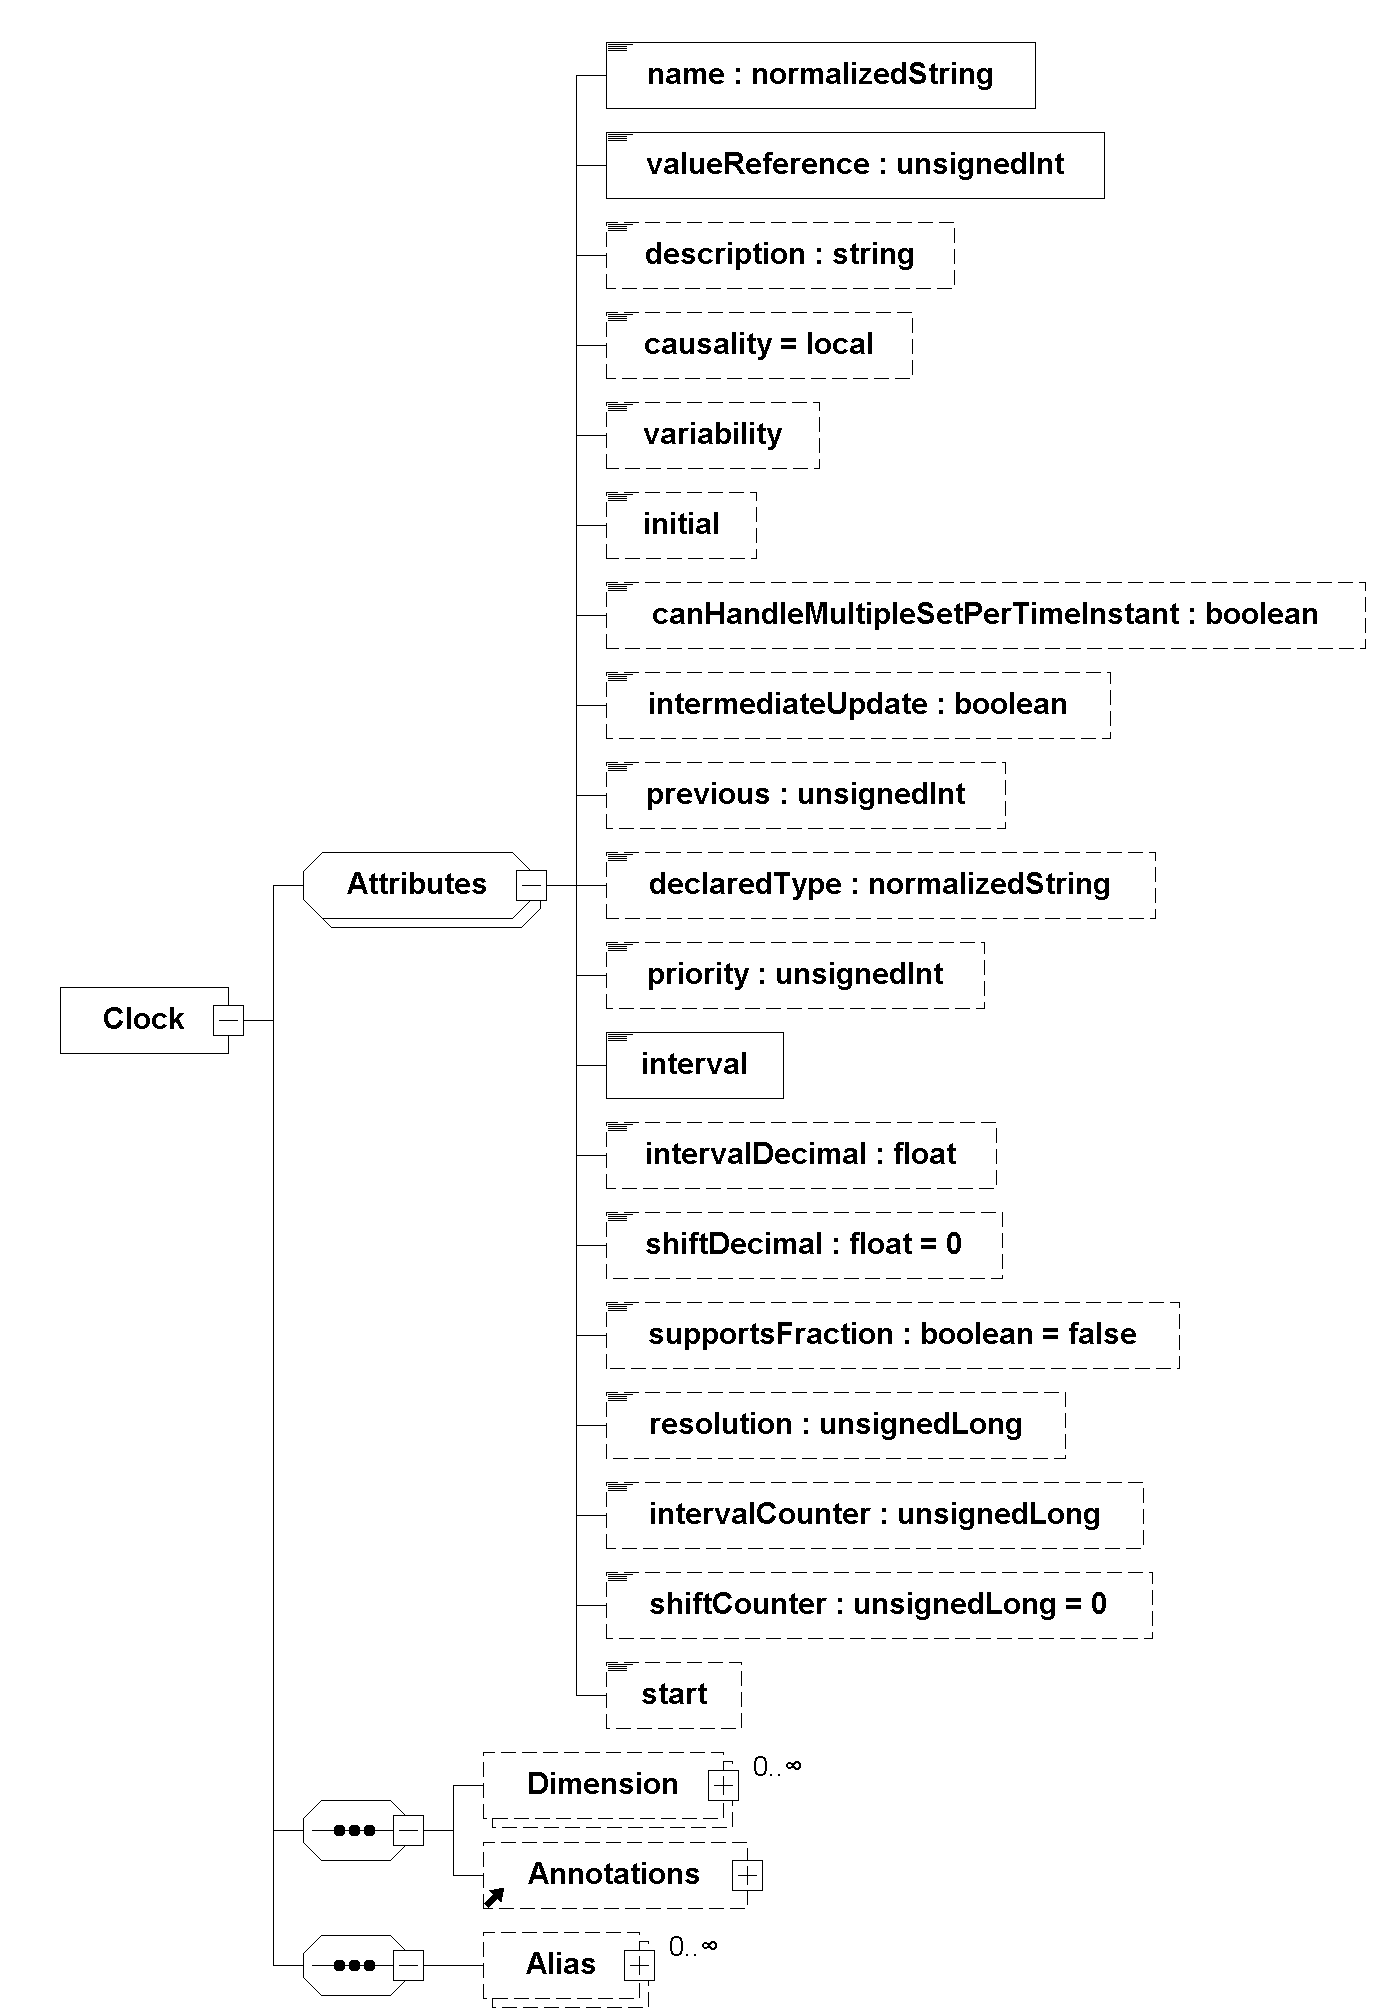 name : normalizedString
valueReference : unsignedInt
description : string
causality = local
variability
initial
canHandleMultipleSetPerTimeInstant : boolean
intermediateUpdate : boolean
previous : unsignedInt
Attributes
declaredType : normalizedString
priority : unsignedInt
Clock
interval
intervalDecimal : float
shiftDecimal : float = 0
supportsFraction : boolean = false
resolution : unsignedLong
intervalCounter : unsignedLong
shiftCounter : unsignedLong = 0
start
Dimension
0..∞
Annotations
Alias
0..∞